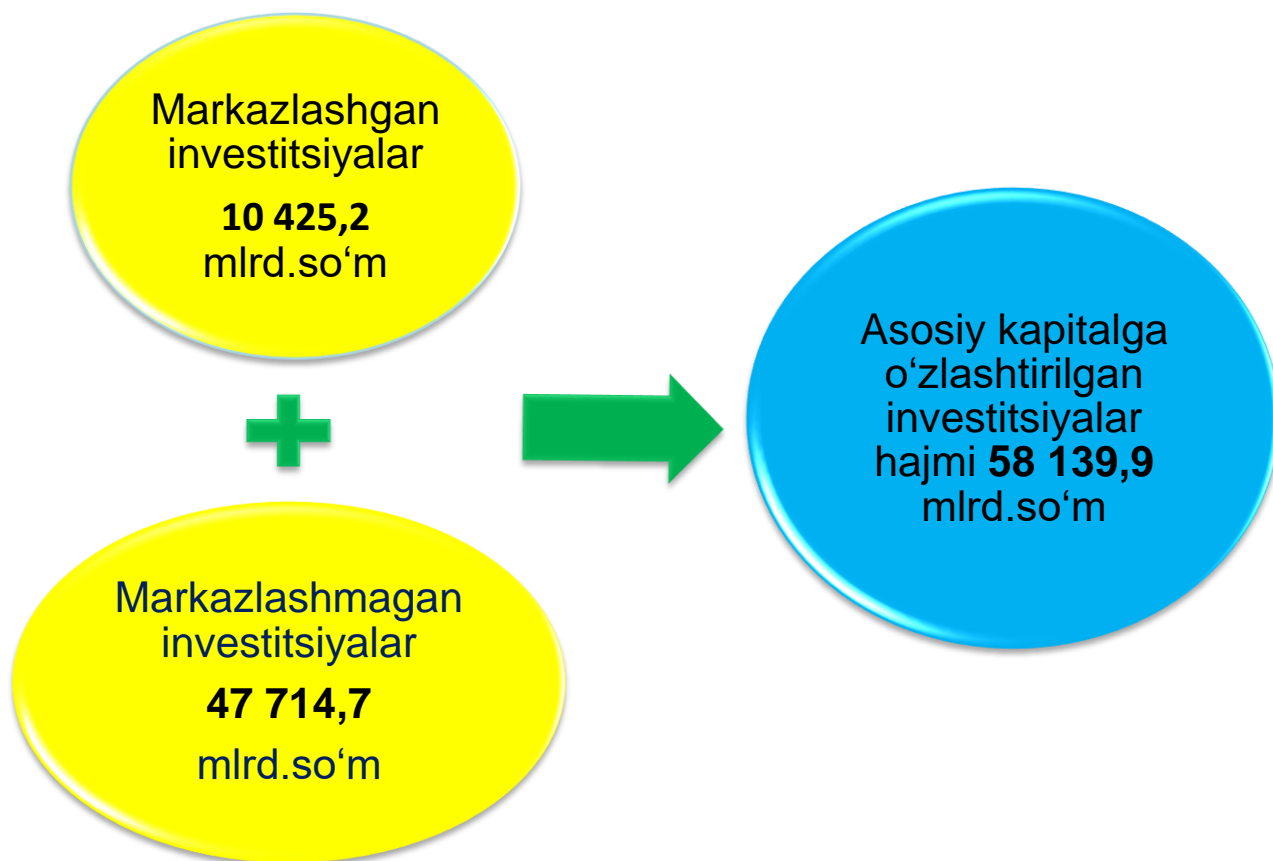 Markazlashgan
investitsiyalar
10 425,2
mlrd.so‘m
Markazlashmagan
investitsiyalar
47 714,7
mlrd.so‘m
Asosiy kapitalga
o‘zlashtirilgan
investitsiyalar
hajmi 58 139,9
mlrd.so‘m